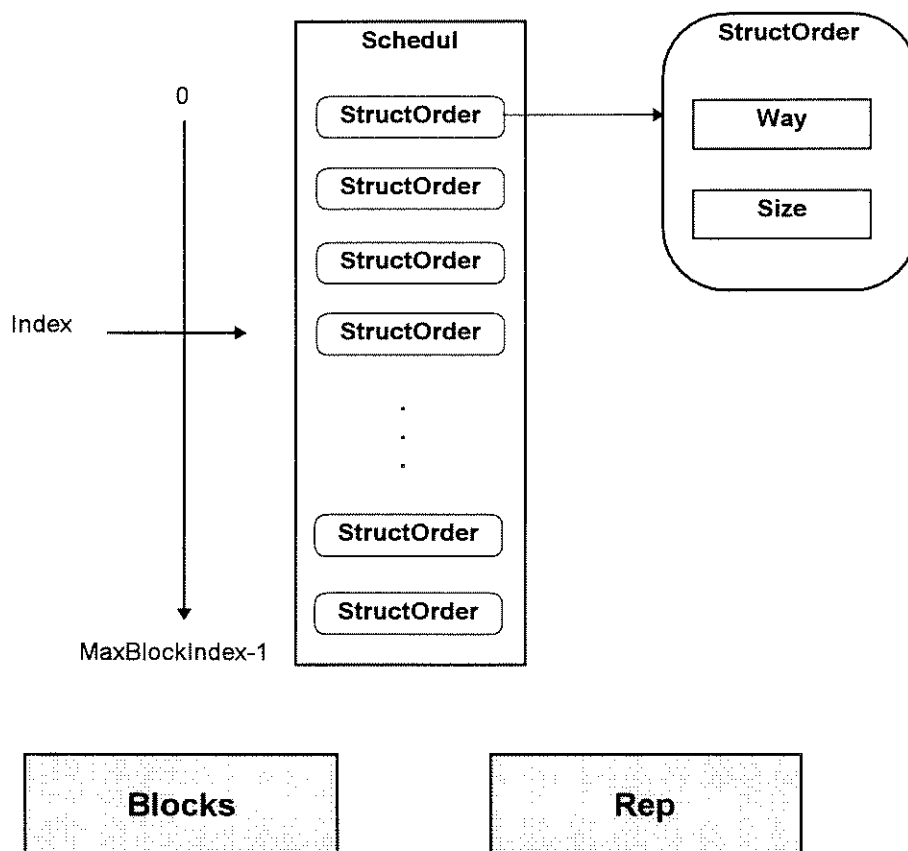 Schedul
StructOrder
0
StructOrder
Way
StructOrder
Size
StructOrder
Index
StructOrder
StructOrder
StructOrder
MaxBlockIndex-1
Blocks
Rep